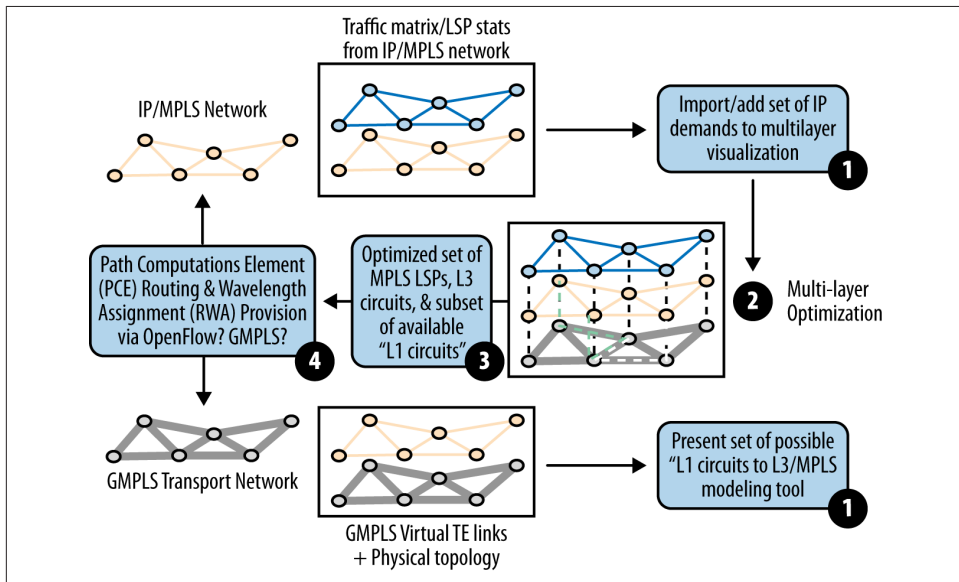 Traffic matrix/LSP stats
from IP/MPLS network
IP/MPLS Network
Import/add set of IP
demands to multilayer
visualization
1
Path Computations Element
(PCE) Routing & Wavelength
Assignment (RWA) Provision
via OpenFlow? GMPLS?
4
Optimized set of
MPLS LSPs, L3
circuits, & subset
of available
“L1 circuits”
3
2
Multi-layer
Optimization
GMPLS Transport Network
GMPLS Virtual TE links
+ Physical topology
Present set of possible
“L1 circuits to L3/MPLS
modeling tool
1